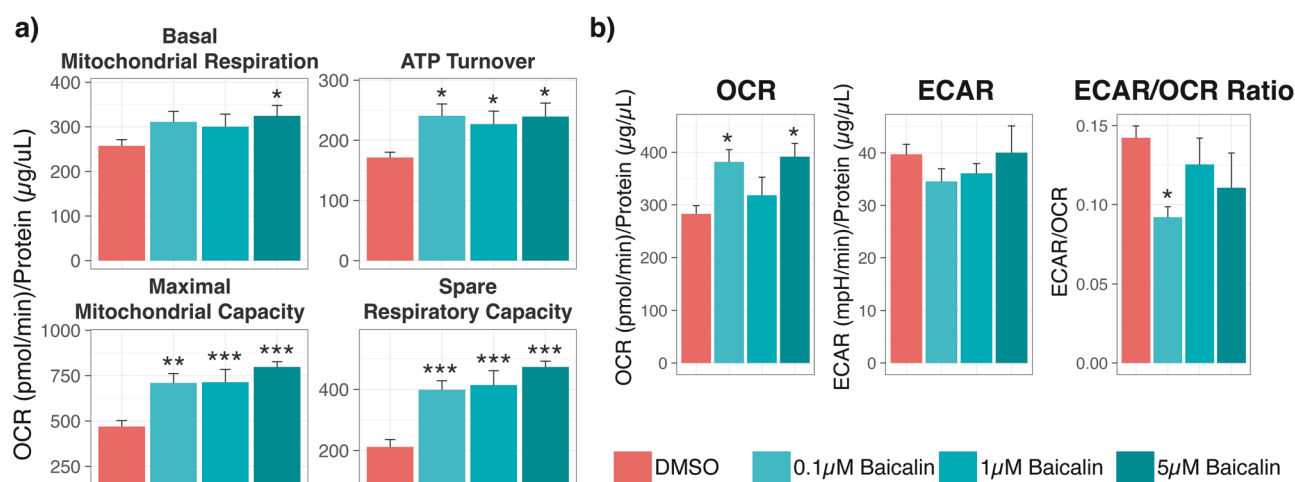 a)
Basal
Mitochondrial Respiration
400
300
200
100
0
*
ATP Turnover
300
200
100
0
* * *
OCR (pmol/min)/Protein (µg/uL)
Maximal
Mitochondrial Capacity
1000
750
500
250
** *** ***
Spare
Respiratory Capacity
400
200
*** *** ***
b)
OCR
OCR (pmol/min)/Protein (µg/µL)
400
300
200
100
0
* *
ECAR
ECAR (mpH/min)/Protein (µg/µL)
40
30
20
10
0
ECAR/OCR Ratio
ECAR/OCR
0.15
0.10
0.05
0.00
*
DMSO 0.1µM Baicalin 1µM Baicalin 5µM Baicalin